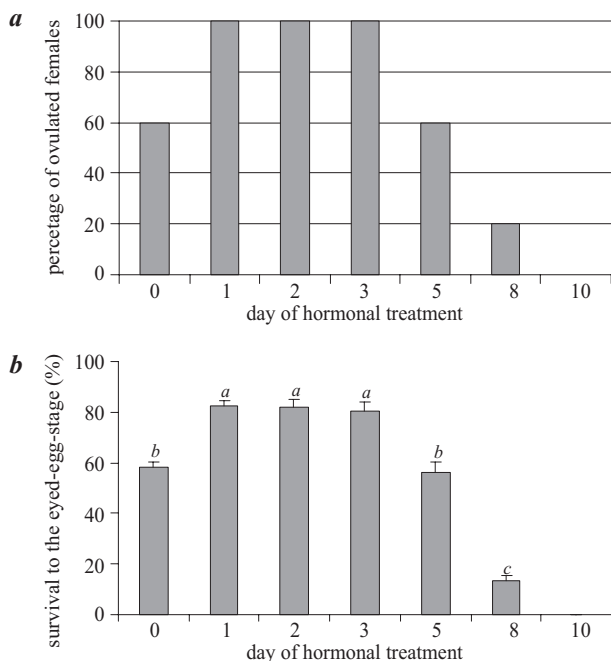 a
percetage of ovulated females
100
80
60
40
20
0
0 1 2 3 5 8 10
day of hormonal treatment
b
survival to the eyed-egg-stage (%)
100
80
60
40
20
0
b a a a b c
0 1 2 3 5 8 10
day of hormonal treatment